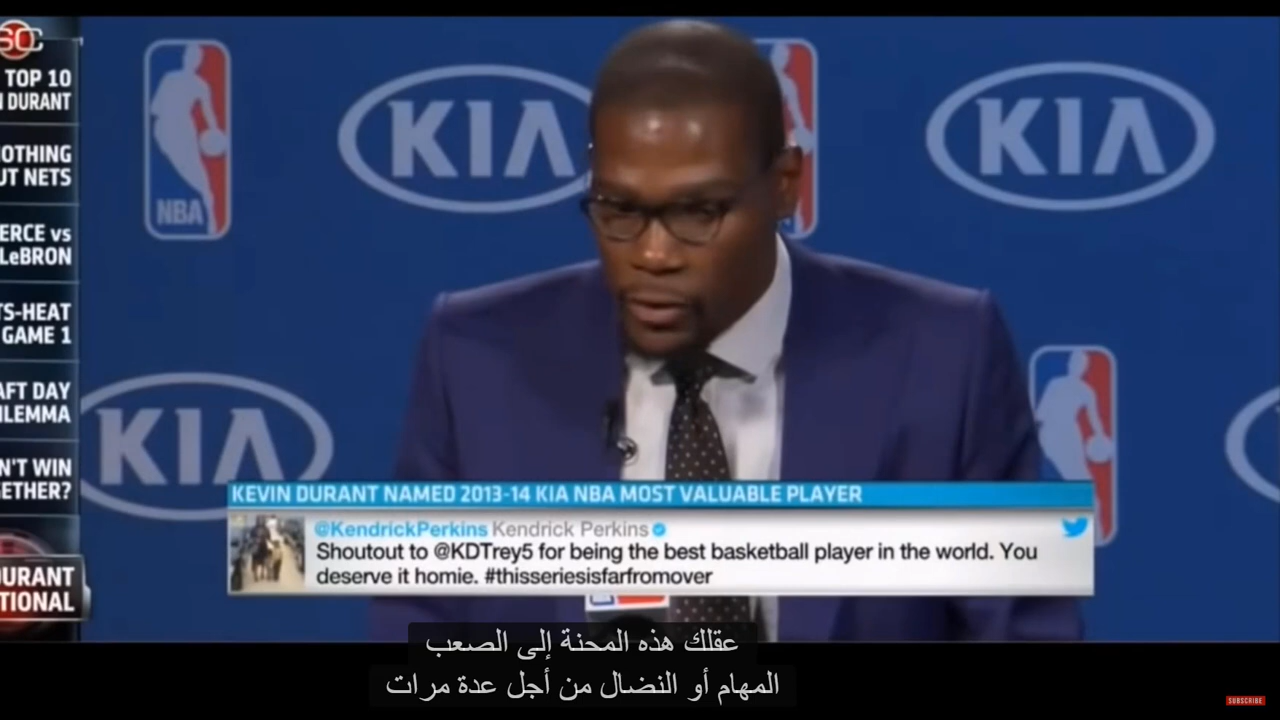 SC
TOP 10
DURANT
OTHING
UT NETS
ERCE vs
LeBRON
TS-HEAT
GAME 1
AFT DAY
ILEMMA
N'T WIN
ETHER?
DURANT
TIONAL
NBA
KIA
KIA
KIA
KEVIN DURANT NAMED 2013-14 KIA NBA MOST VALUABLE PLAYER
@KendrickPerkins Kendrick Perkins
Shoutout to @KDTrey5 for being the best basketball player in the world. You
deserve it homie. #thisseriesisfarfromover
عقلك هذه المحنة إلى الصعب
المهام أو النضال من أجل عدة مرات
SUBSCRIBE